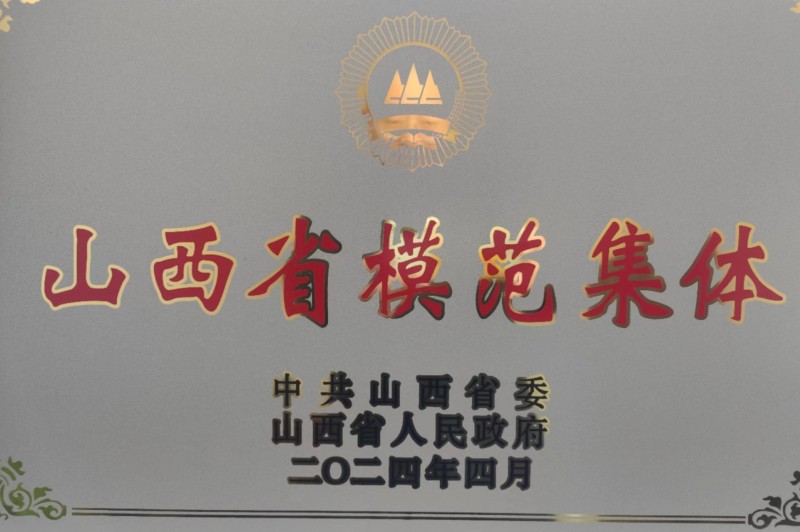 山西省模范集体
中共山西省委
山西省人民政府
二〇二四年四月